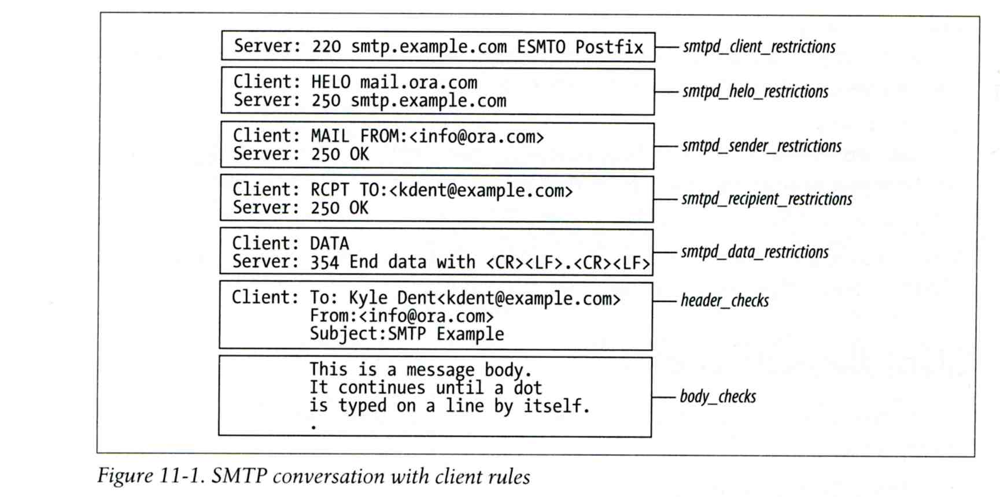 Server: 220 smtp.example.com ESMTO Postfix
smtpd_client_restrictions
Client: HELO mail.ora.com
Server: 250 smtp.example.com
smtpd_helo_restrictions
Client: MAIL FROM:<info@ora.com>
Server: 250 OK
smtpd_sender_restrictions
Client: RCPT TO:<kdent@example.com>
Server: 250 OK
smtpd_recipient_restrictions
Client: DATA
Server: 354 End data with <CR><LF>.<CR><LF>
smtpd_data_restrictions
Client: To: Kyle Dent<kdent@example.com>
From:<info@ora.com>
Subject:SMTP Example
header_checks
This is a message body.
It continues until a dot
is typed on a line by itself.
.
body_checks
Figure 11-1. SMTP conversation with client rules